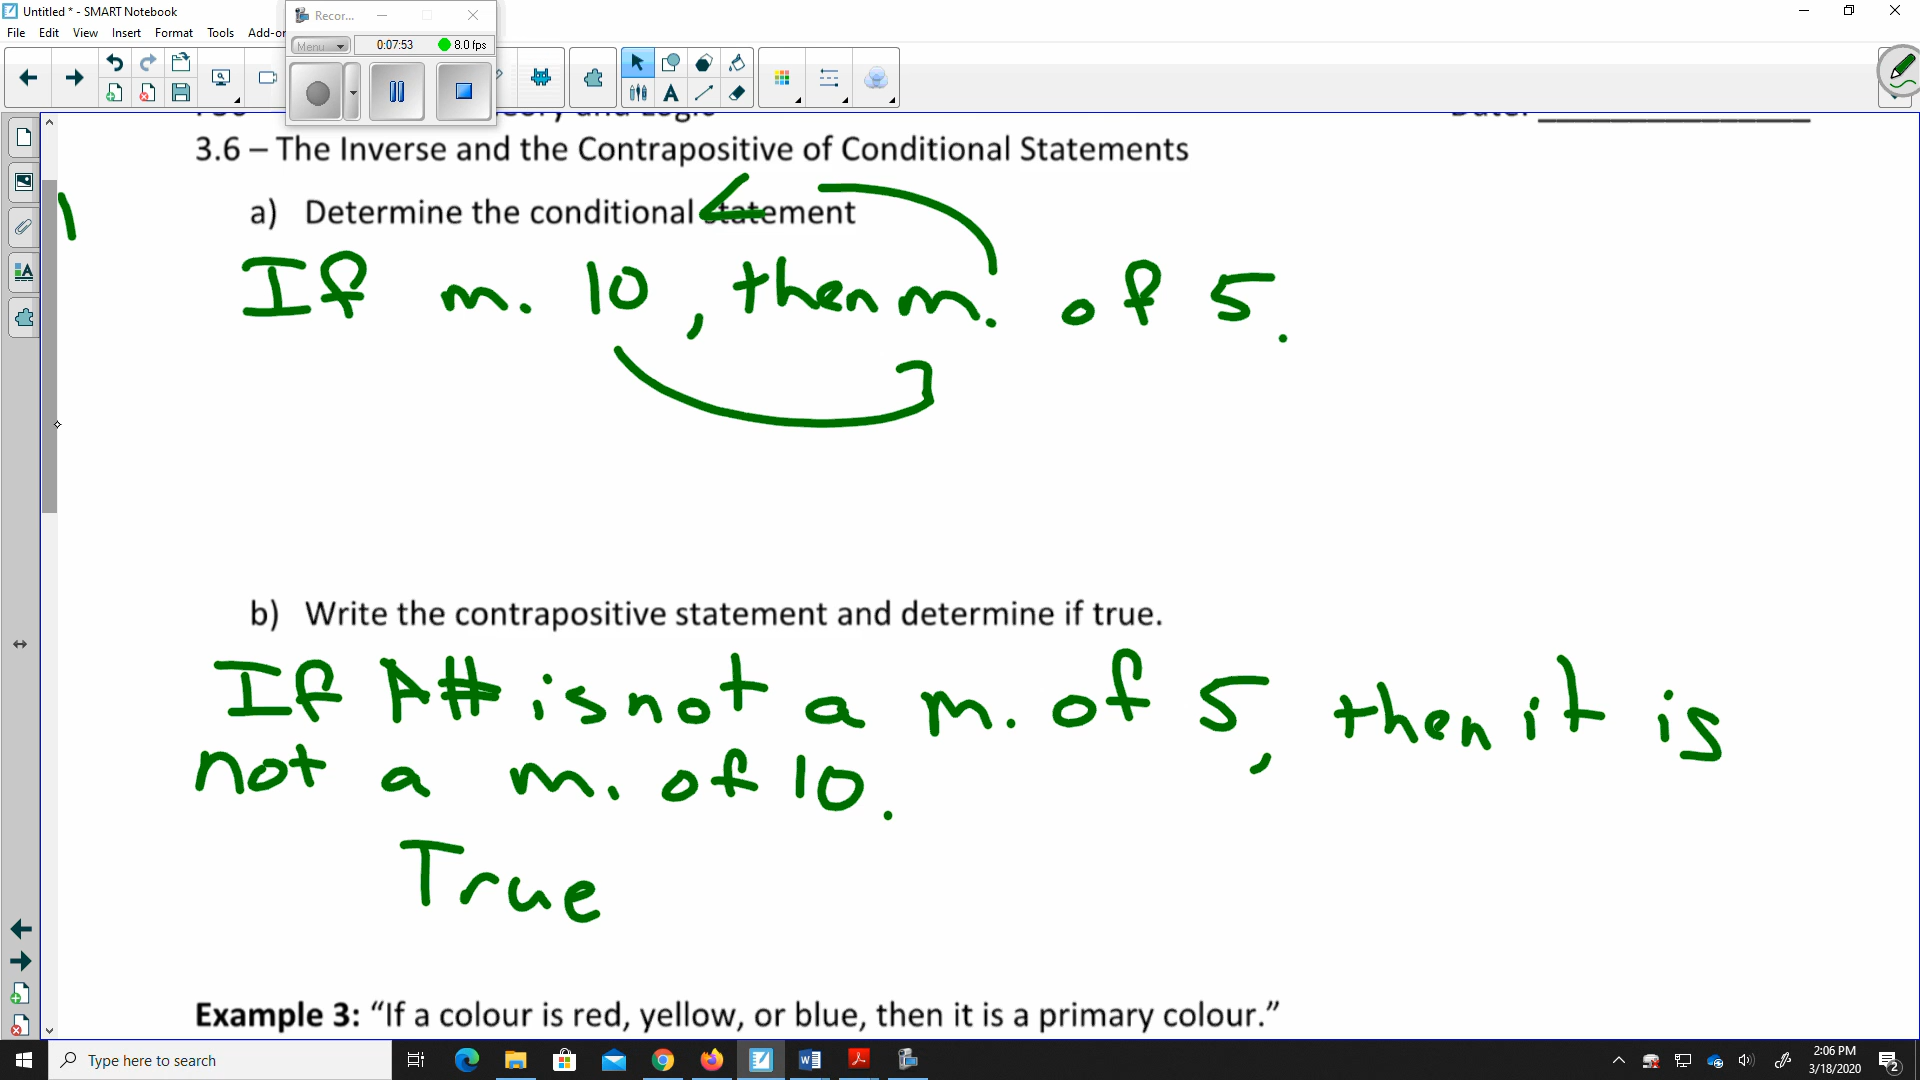 Untitled * - SMART Notebook
Recor...
File Edit View Insert Format Tools Add-on
Menu 0:07:53 8.0 fps
3.6 – The Inverse and the Contrapositive of Conditional Statements
a) Determine the conditional statement
If m. 10, then m. of 5.
b) Write the contrapositive statement and determine if true.
If A # is not a m. of 5, then it is
not a m. of 10.
True
Example 3: “If a colour is red, yellow, or blue, then it is a primary colour.”
Type here to search
2:06 PM
3/18/2020
2